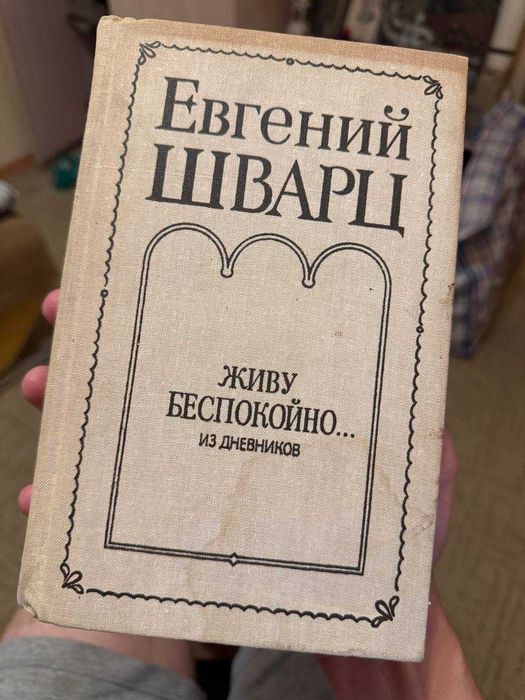 Евгений
ШВАРЦ
ЖИВУ
БЕСПОКОЙНО...
ИЗ ДНЕВНИКОВ